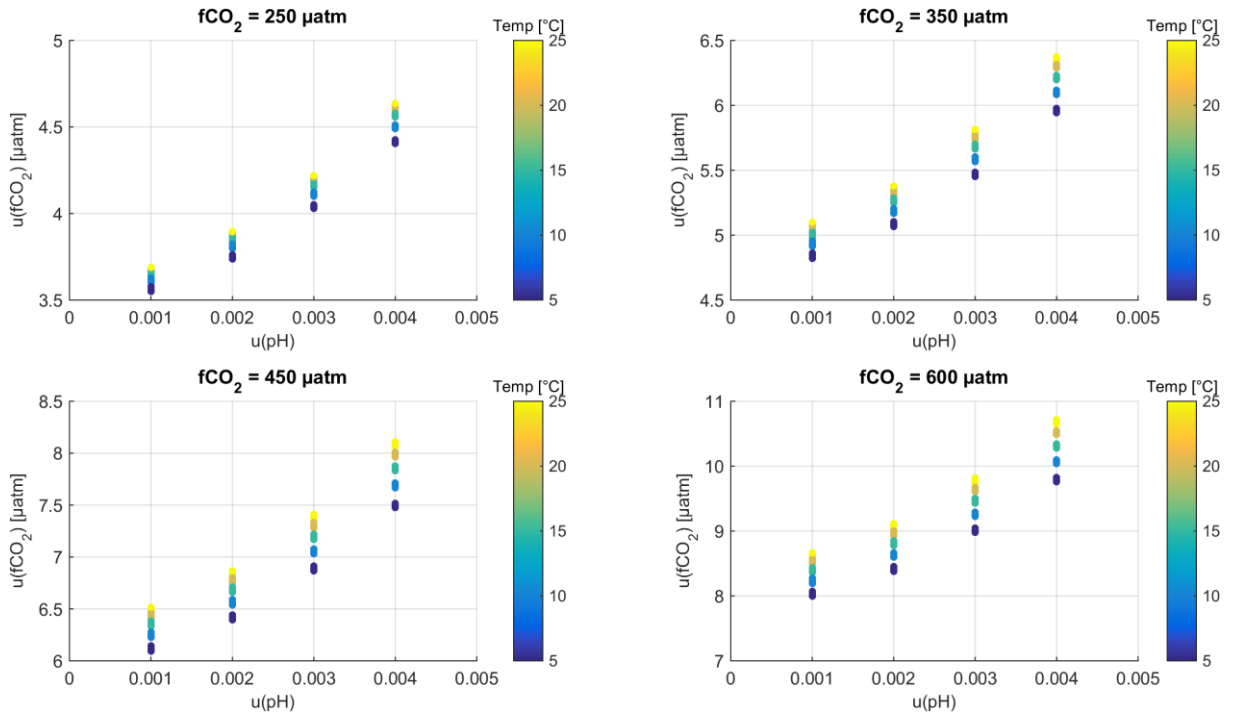 fCO2 = 250 µatm
Temp [°C]
5
4.5
4
3.5
u(fCO2) [µatm]
0 0.001 0.002 0.003 0.004 0.005
u(pH)
25
20
15
10
5
fCO2 = 350 µatm
Temp [°C]
6.5
6
5.5
5
4.5
u(fCO2) [µatm]
0 0.001 0.002 0.003 0.004 0.005
u(pH)
25
20
15
10
5
fCO2 = 450 µatm
Temp [°C]
8.5
8
7.5
7
6.5
6
u(fCO2) [µatm]
0 0.001 0.002 0.003 0.004 0.005
u(pH)
25
20
15
10
5
fCO2 = 600 µatm
Temp [°C]
11
10
9
8
7
u(fCO2) [µatm]
0 0.001 0.002 0.003 0.004 0.005
u(pH)
25
20
15
10
5